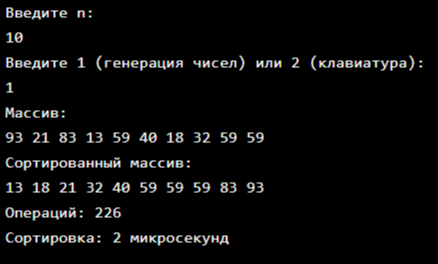 Введите n:
10
Введите 1 (генерация чисел) или 2 (клавиатура):
1
Массив:
93 21 83 13 59 40 18 32 59 59
Сортированный массив:
13 18 21 32 40 59 59 59 83 93
Операций: 226
Сортировка: 2 микросекунд